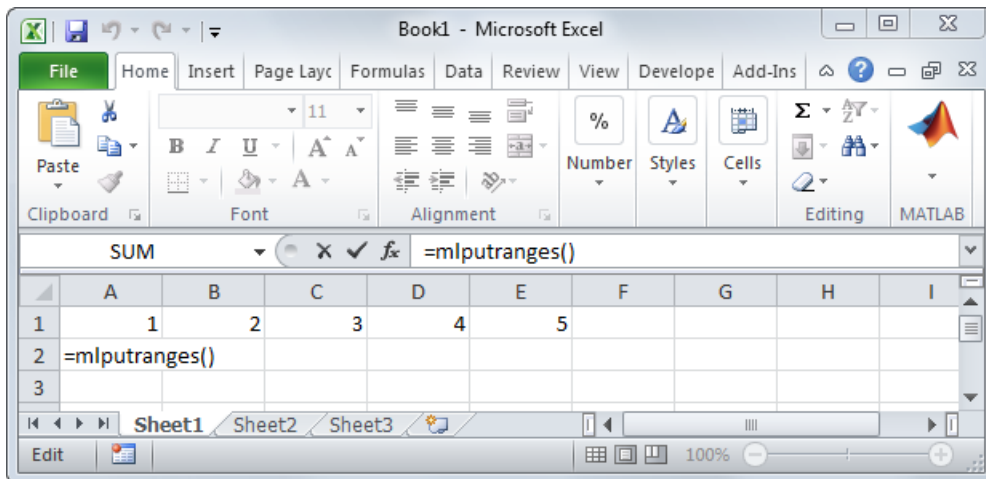 Book1 - Microsoft Excel
File Home Insert Page Layc Formulas Data Review View Develope Add-Ins
11 % Σ
B I U A A
Paste Number Styles Cells
Clipboard Font Alignment Editing MATLAB
SUM fx =mlputranges()
A B C D E F G H I
1 1 2 3 4 5
2 =mlputranges()
3
Sheet1 Sheet2 Sheet3
Edit 100%